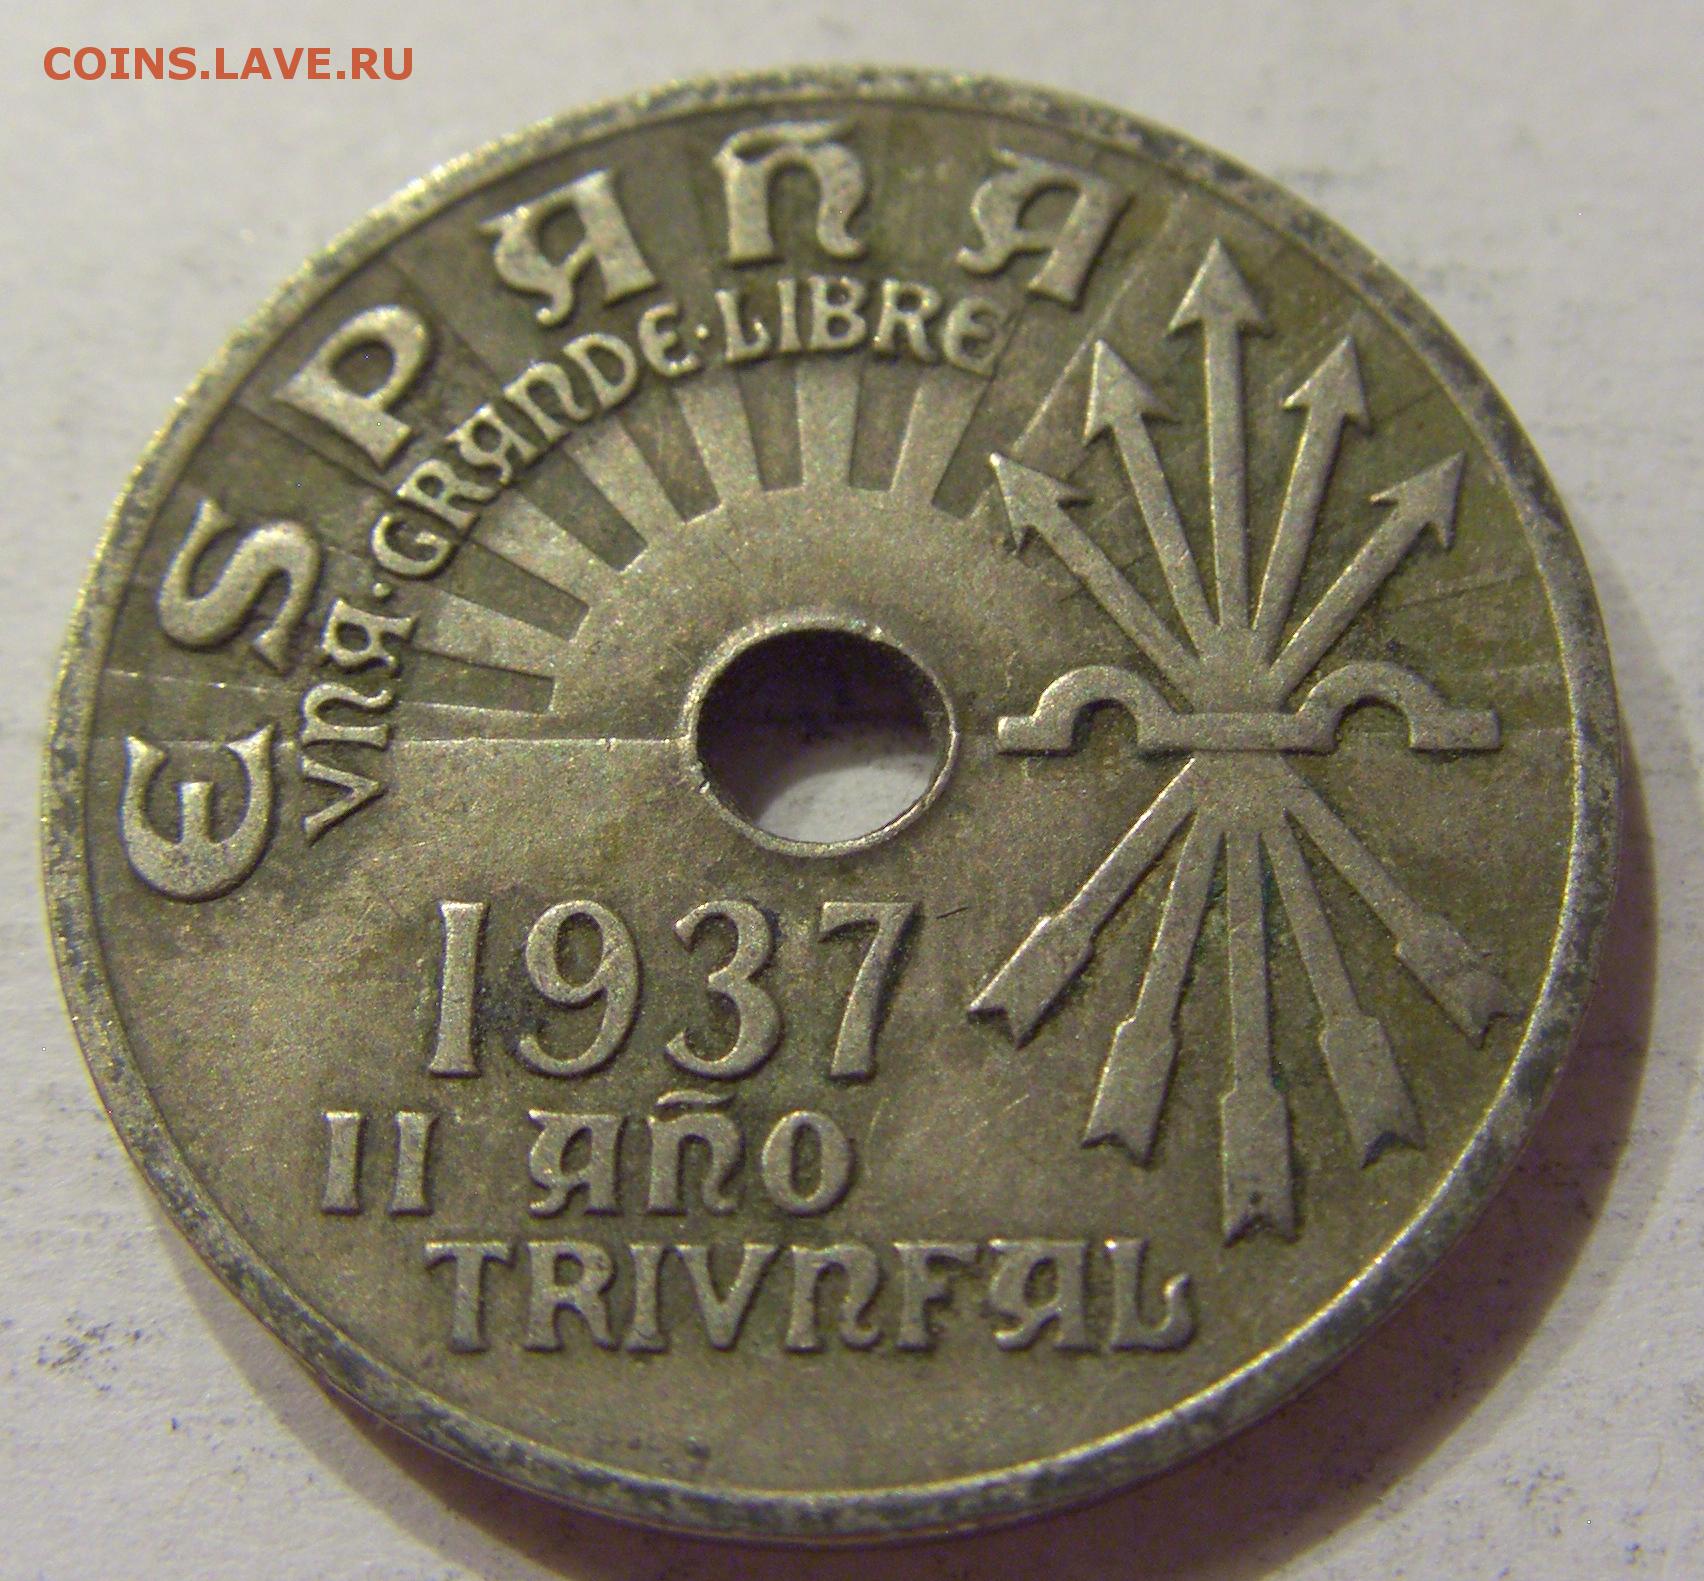 COINS.LAVE.RU
ESPAÑA
VNA·GRANDE·LIBRE
1937
II AÑO
TRIVNFAL